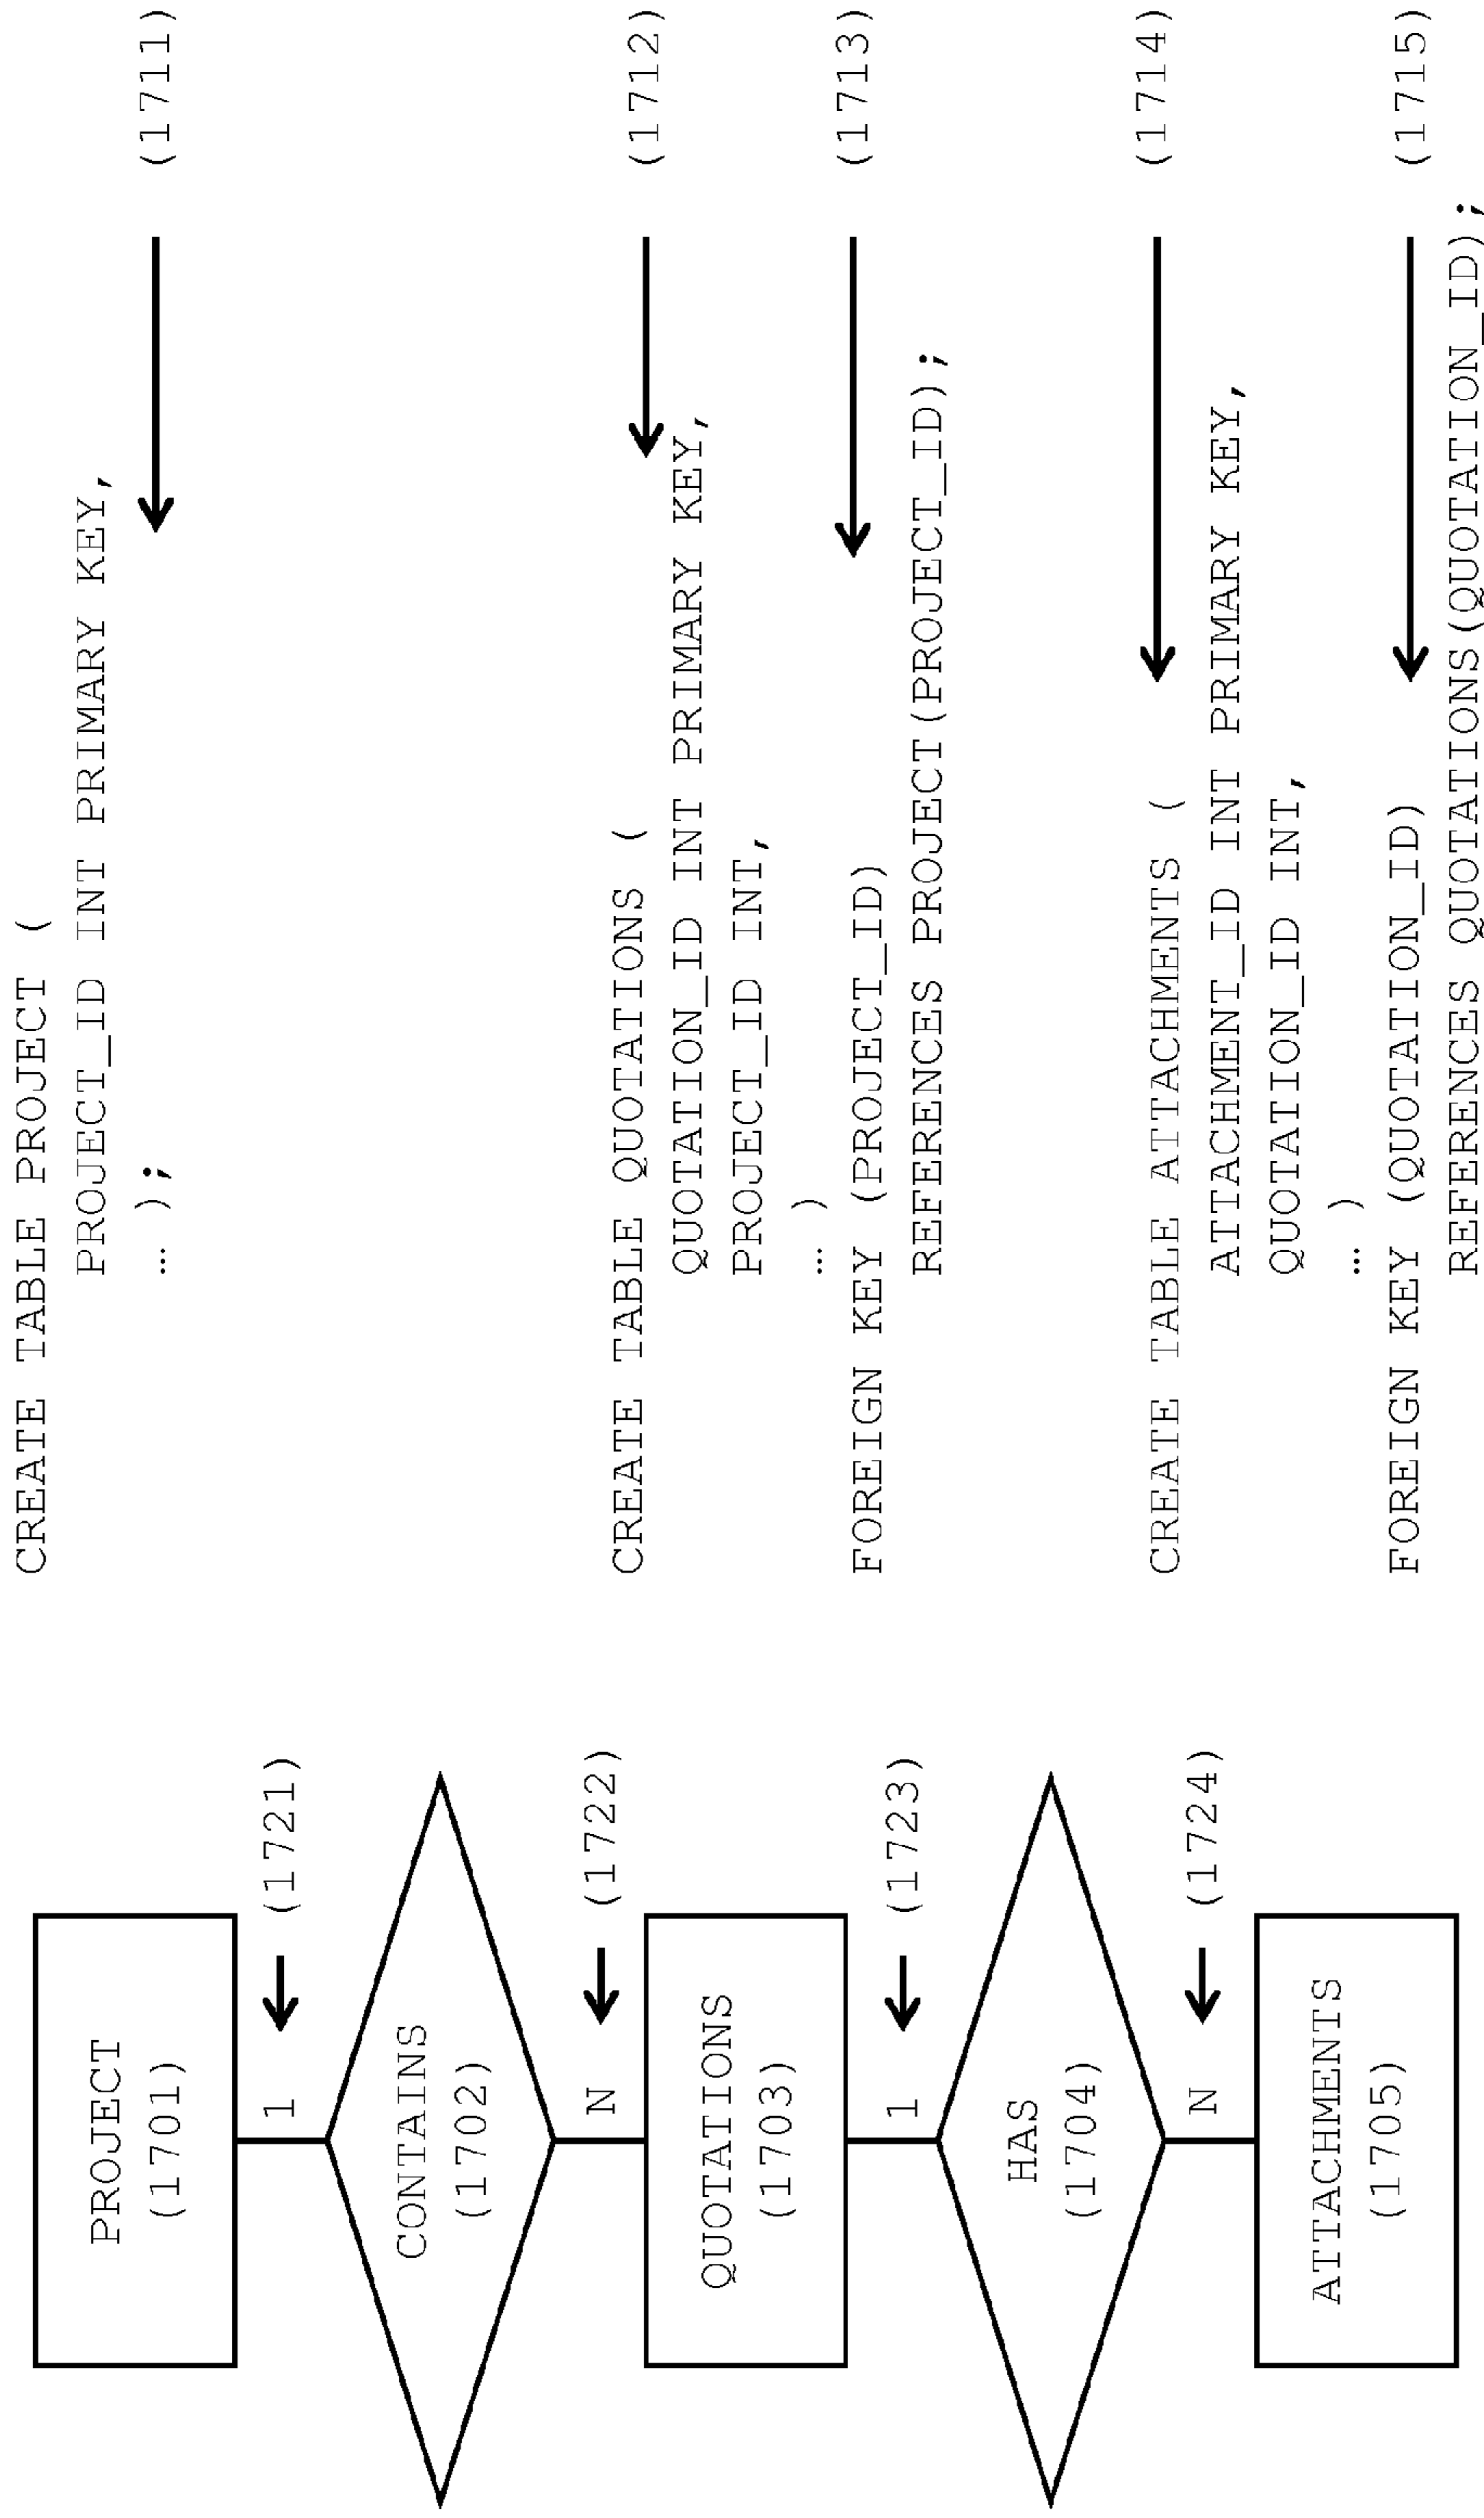 PROJECT
(1701)
1 (1721)
CONTAINS
(1702)
N (1722)
QUOTATIONS
(1703)
1 (1723)
HAS
(1704)
N (1724)
ATTACHMENTS
(1705)
CREATE TABLE PROJECT (
PROJECT_ID INT PRIMARY KEY,
… ); (1711)
CREATE TABLE QUOTATIONS ( (1712)
QUOTATION_ID INT PRIMARY KEY,
PROJECT_ID INT,
… )
FOREIGN KEY (PROJECT_ID) (1713)
REFERENCES PROJECT(PROJECT_ID);
CREATE TABLE ATTACHMENTS ( (1714)
ATTACHMENT_ID INT PRIMARY KEY,
QUOTATION_ID INT,
… )
FOREIGN KEY (QUOTATION_ID) (1715)
REFERENCES QUOTATIONS(QUOTATION_ID);